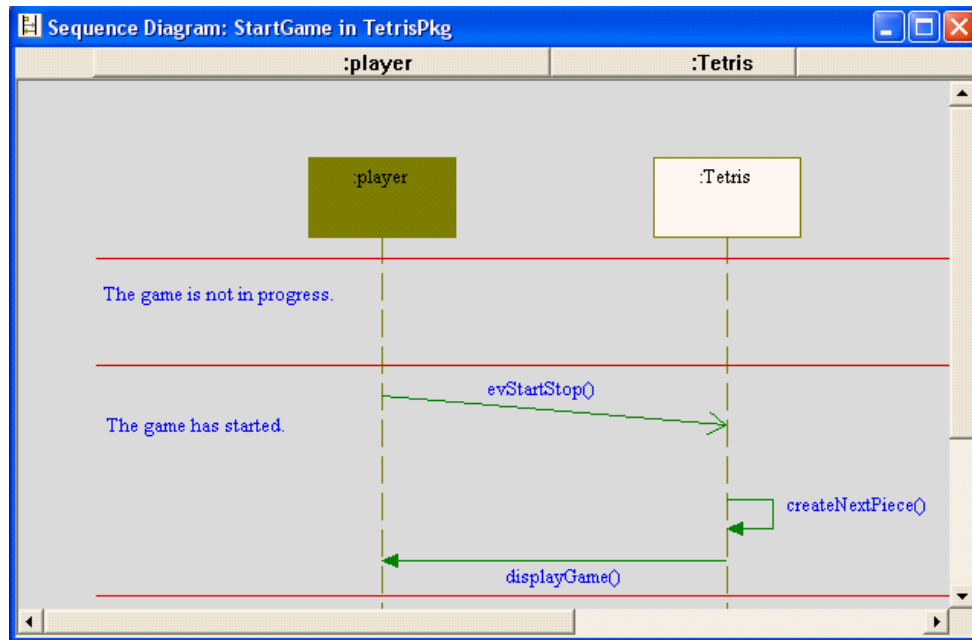 Sequence Diagram: StartGame in TetrisPkg
:player :Tetris
:player :Tetris
The game is not in progress.
evStartStop()
The game has started.
createNextPiece()
displayGame()